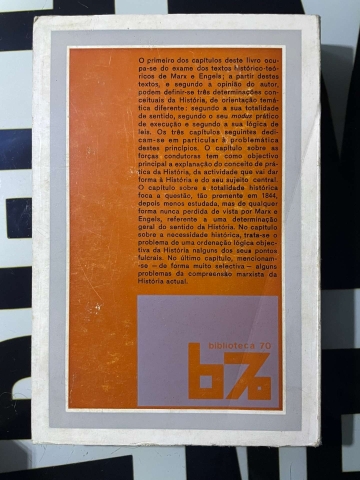 O primeiro dos capítulos deste livro ocu-
pa-se do exame dos textos histórico-teó-
ricos de Marx e Engels; a partir destes
textos, e segundo a opinião do autor,
podem definir-se três determinações con-
ceituais da História, de orientação temá-
tica diferente: segundo a sua totalidade
de sentido, segundo o seu modus prático
de execução e segundo a sua lógica de
leis. Os três capítulos seguintes dedi-
cam-se em particular à problemática
destes princípios. O capítulo sobre as
forças condutoras tem como objectivo
principal a explanação do conceito de prá-
tica da História, da actividade que vai dar
forma à História e do seu sujeito central.
O capítulo sobre a totalidade histórica
foca a questão, tão premente em 1844,
depois menos estudada, mas de qualquer
forma nunca perdida de vista por Marx e
Engels, referente a uma determinação
geral do sentido da História. No capítulo
sobre a necessidade histórica, trata-se o
problema de uma ordenação lógica objec-
tiva da História nalguns dos seus pontos
fulcrais. No último capítulo, mencionam-
-se — de forma muito selectiva — alguns
problemas da compreensão marxista da
História actual.
biblioteca 70
b70